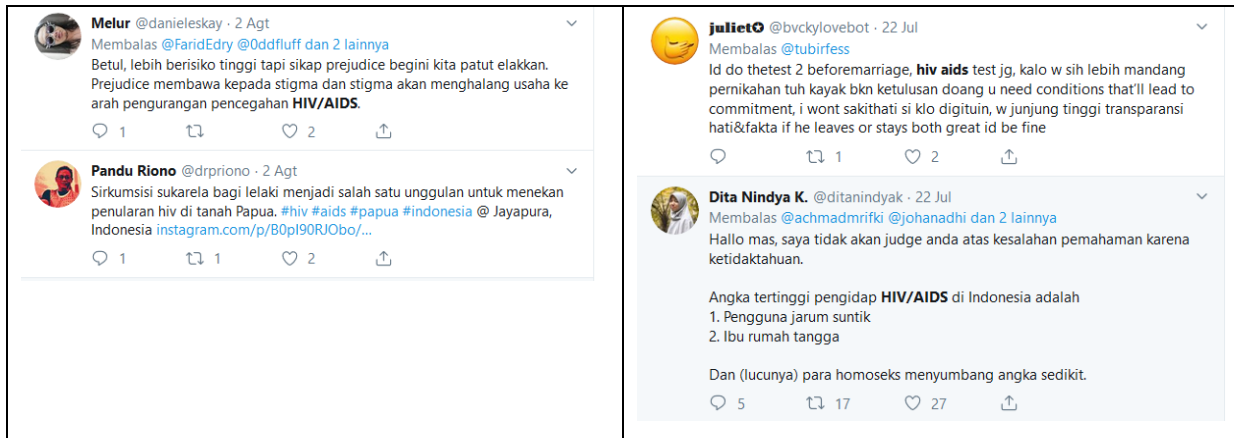 Melur @danieleskay · 2 Agt
Membalas @FaridEdry @0ddfluff dan 2 lainnya
Betul, lebih berisiko tinggi tapi sikap prejudice begini kita patut elakkan.
Prejudice membawa kepada stigma dan stigma akan menghalang usaha ke
arah pengurangan pencegahan HIV/AIDS.
1 2
Pandu Riono @drpriono · 2 Agt
Sirkumsisi sukarela bagi lelaki menjadi salah satu unggulan untuk menekan
penularan hiv di tanah Papua. #hiv #aids #papua #indonesia @ Jayapura,
Indonesia instagram.com/p/B0pI90RJObo/...
1 1 2
juliet✪ @bvckylovebot · 22 Jul
Membalas @tubirfess
Id do thetest 2 beforemarriage, hiv aids test jg, kalo w sih lebih mandang
pernikahan tuh kayak bkn ketulusan doang u need conditions that'll lead to
commitment, i wont sakithati si klo digituin, w junjung tinggi transparansi
hati&fakta if he leaves or stays both great id be fine
1 2
Dita Nindya K. @ditanindyak · 22 Jul
Membalas @achmadmrifki @johanadhi dan 2 lainnya
Hallo mas, saya tidak akan judge anda atas kesalahan pemahaman karena
ketidaktahuan.
Angka tertinggi pengidap HIV/AIDS di Indonesia adalah
1. Pengguna jarum suntik
2. Ibu rumah tangga
Dan (lucunya) para homoseks menyumbang angka sedikit.
5 17 27